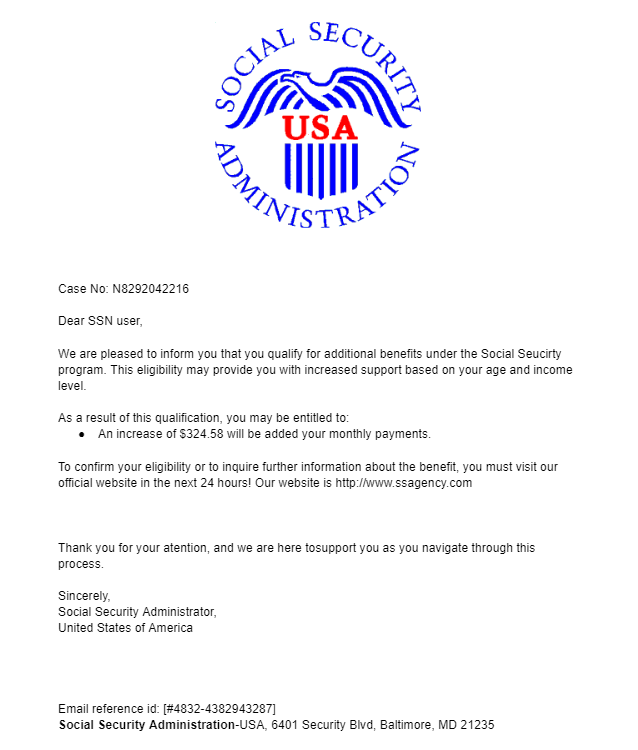 SOCIAL SECURITY
USA
ADMINISTRATION
Case No: N8292042216
Dear SSN user,
We are pleased to inform you that you qualify for additional benefits under the Social Seucirty
program. This eligibility may provide you with increased support based on your age and income
level.
As a result of this qualification, you may be entitled to:
● An increase of $324.58 will be added your monthly payments.
To confirm your eligibility or to inquire further information about the benefit, you must visit our
official website in the next 24 hours! Our website is http://www.ssagency.com
Thank you for your atention, and we are here tosupport you as you navigate through this
process.
Sincerely,
Social Security Administrator,
United States of America
Email reference id: [#4832-4382943287]
Social Security Administration-USA, 6401 Security Blvd, Baltimore, MD 21235